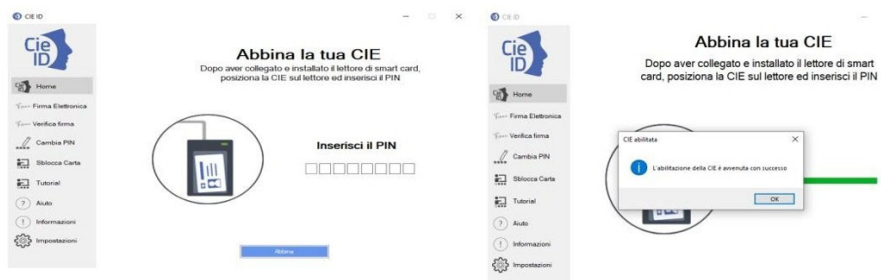 CIE ID
Cie
ID
Home
Firma Elettronica
Verifica firma
Cambia PIN
Sblocca Carta
Tutorial
Aiuto
Informazioni
Impostazioni
Abbina la tua CIE
Dopo aver collegato e installato il lettore di smart card,
posiziona la CIE sul lettore ed inserisci il PIN
Inserisci il PIN
Abbina
CIE ID
Cie
ID
Home
Firma Elettronica
Verifica firma
Cambia PIN
Sblocca Carta
Tutorial
Aiuto
Informazioni
Impostazioni
Abbina la tua CIE
Dopo aver collegato e installato il lettore di smart
card, posiziona la CIE sul lettore ed inserisci il PIN
CIE abilitata
L'abilitazione della CIE è avvenuta con successo
OK